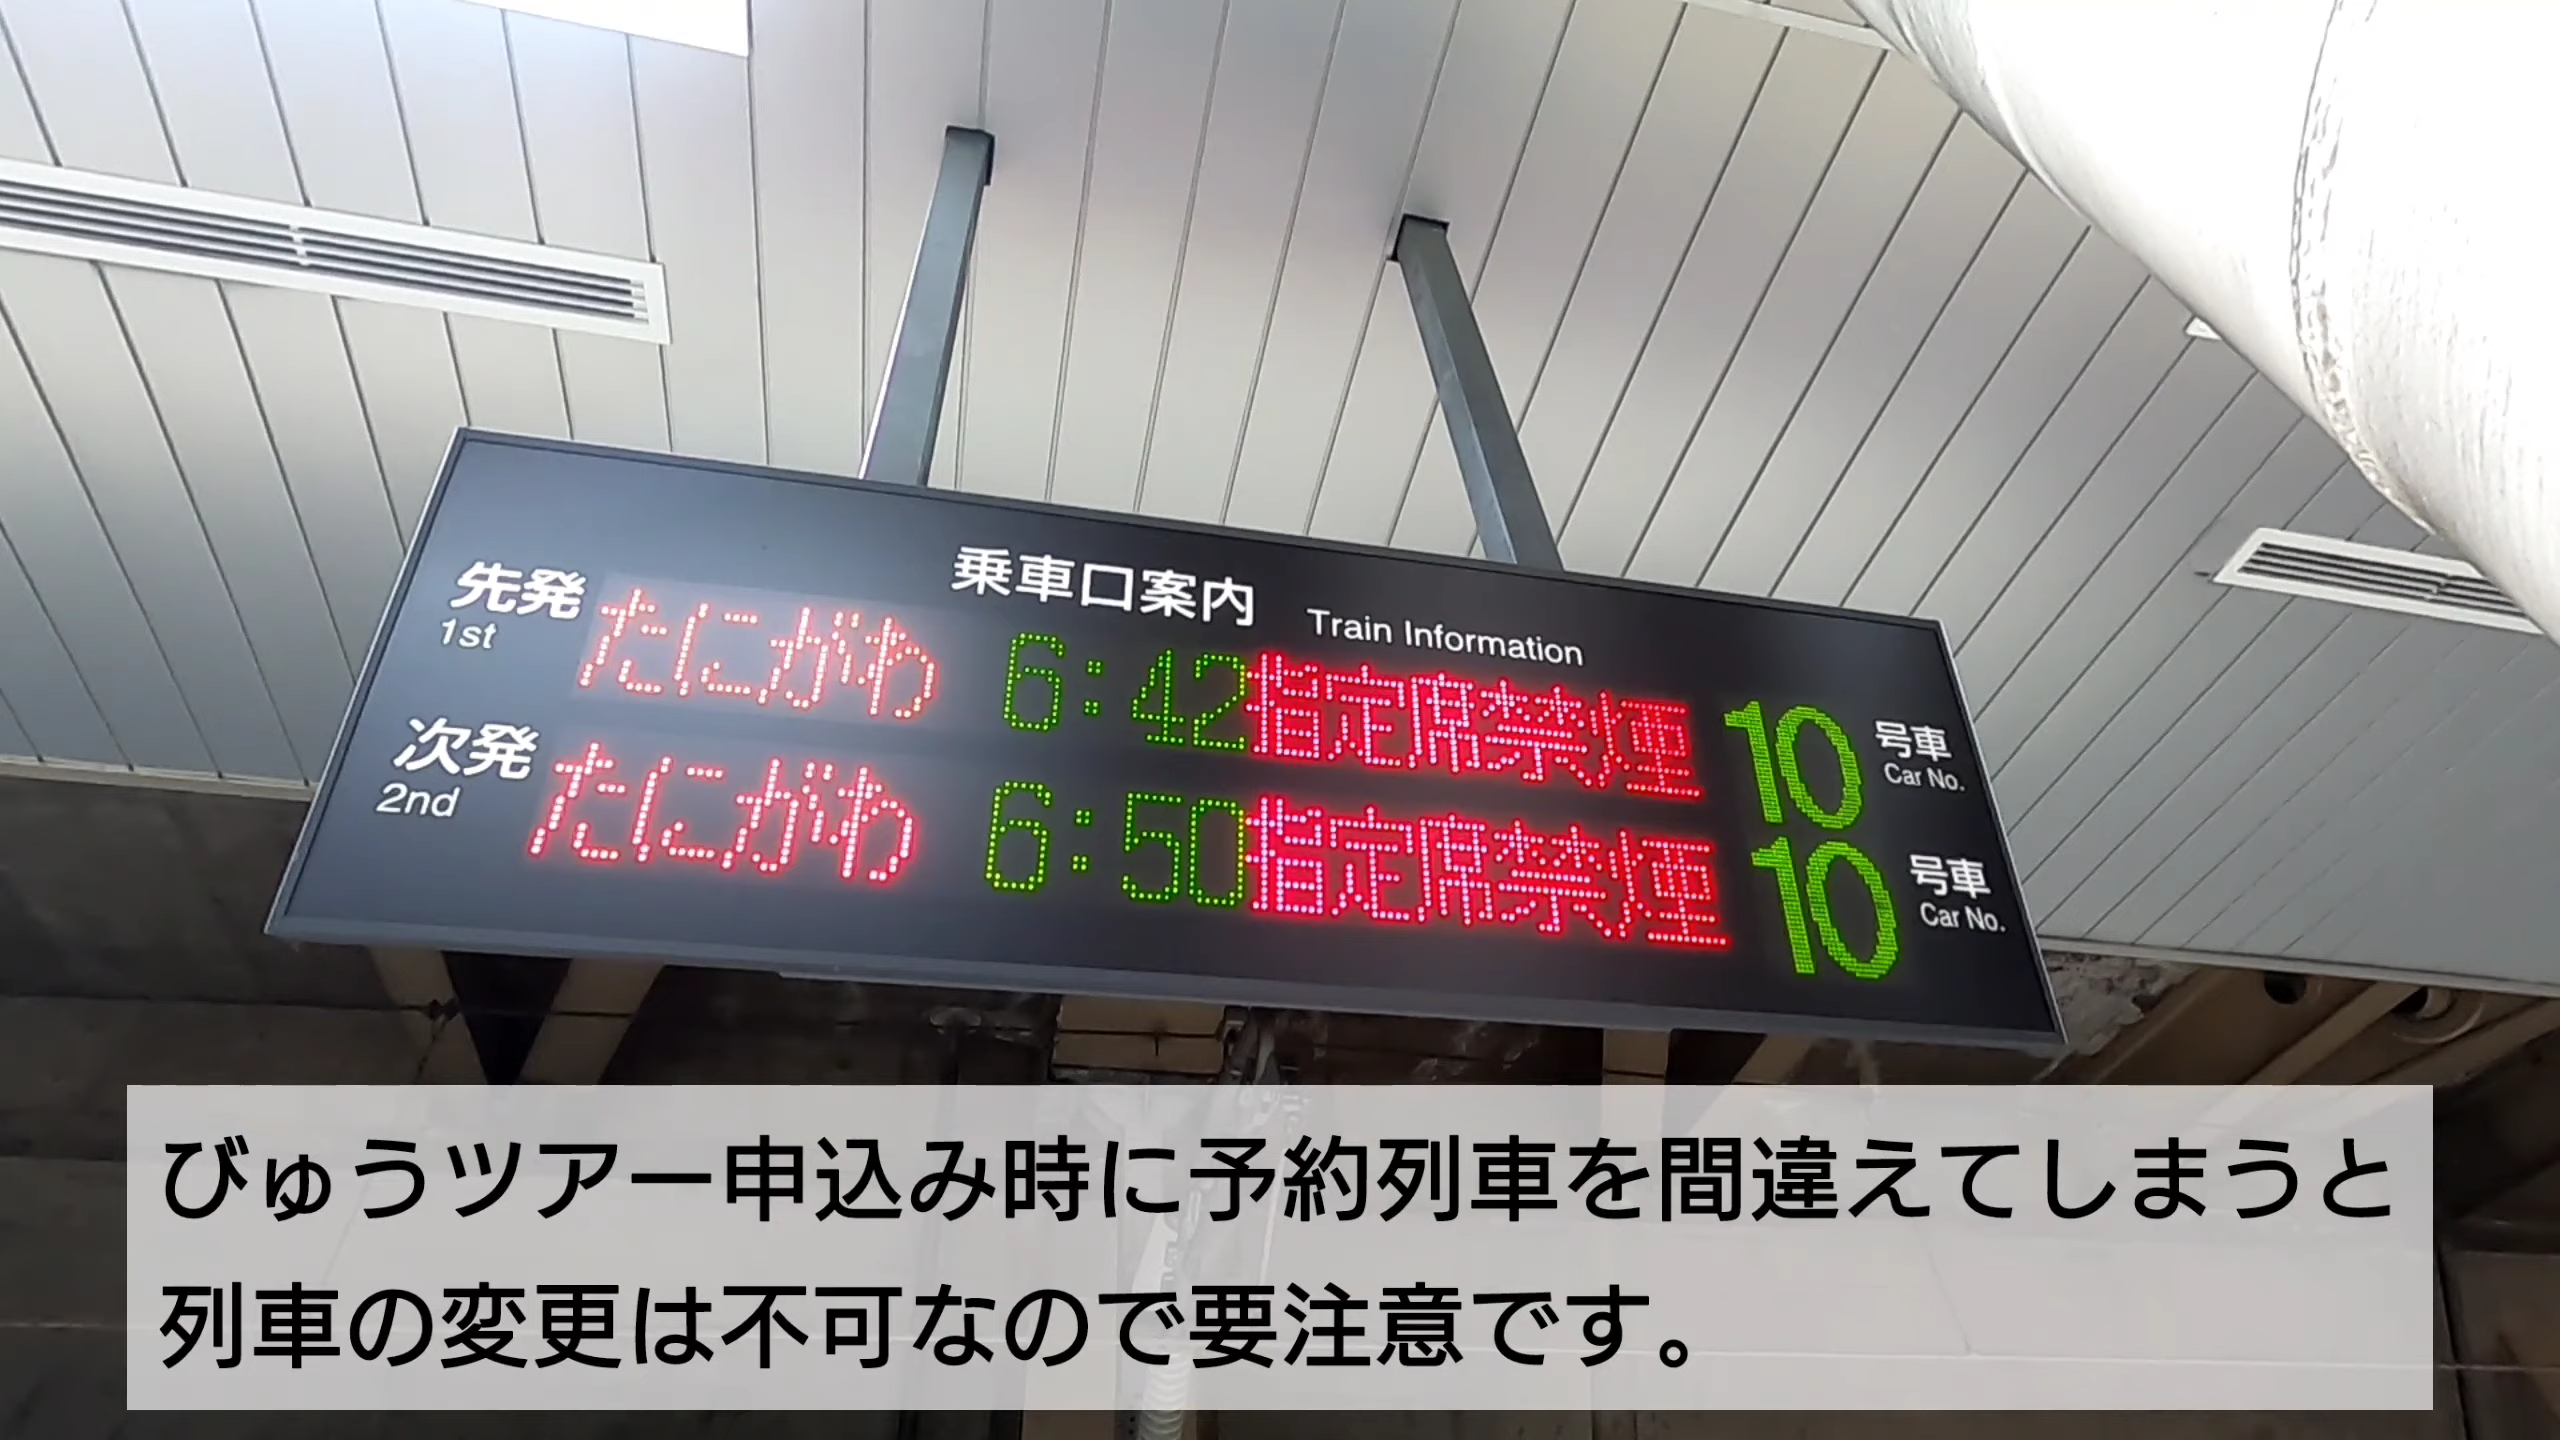 乗車口案内 Train Information
先発 たにがわ 6:42 指定席禁煙 10 号車
1st Car No.
次発 たにがわ 6:50 指定席禁煙 10 号車
2nd Car No.
びゅうツアー申込み時に予約列車を間違えてしまうと
列車の変更は不可なので要注意です。